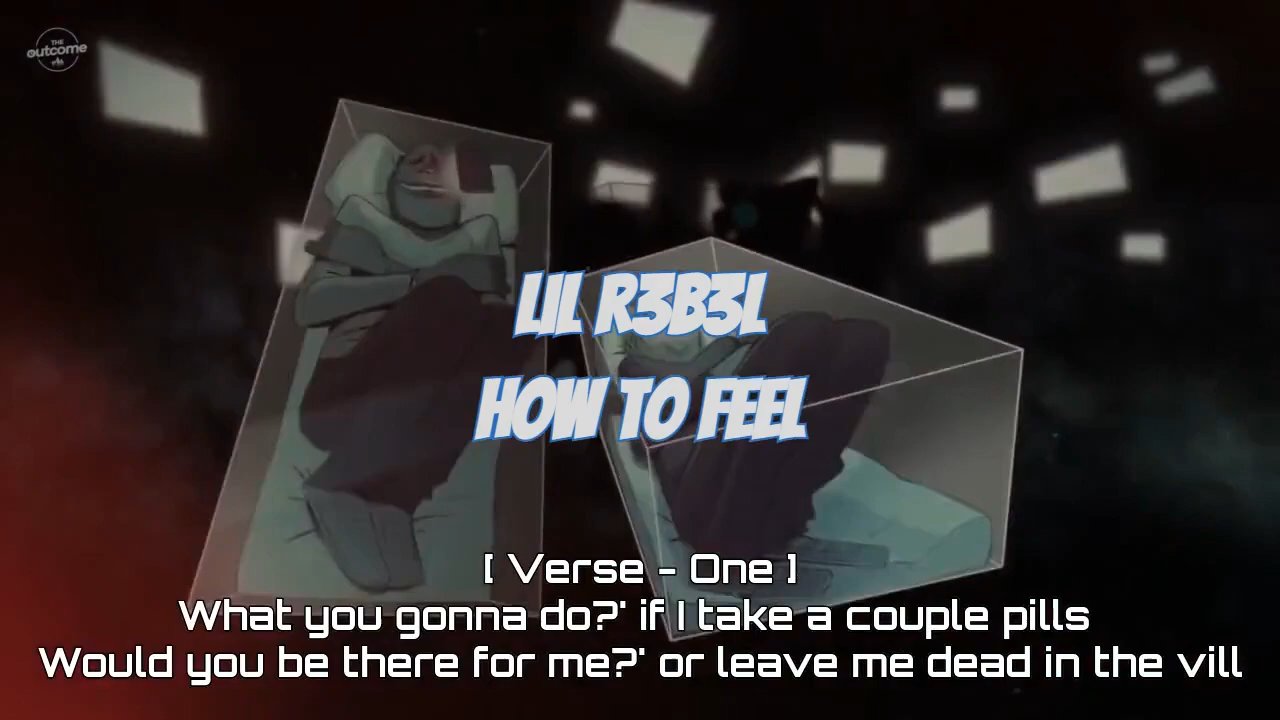 THE
outcome
LIL R3B3L
HOW TO FEEL
[ Verse - One ]
What you gonna do?' if I take a couple pills
Would you be there for me?' or leave me dead in the vill